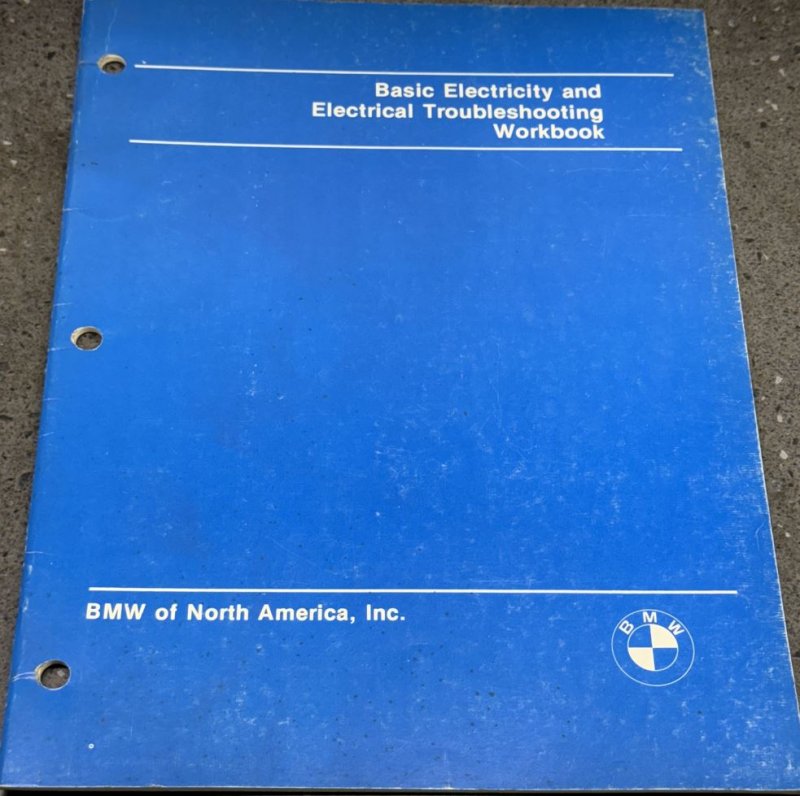 Basic Electricity and
Electrical Troubleshooting
Workbook
BMW of North America, Inc.
BMW